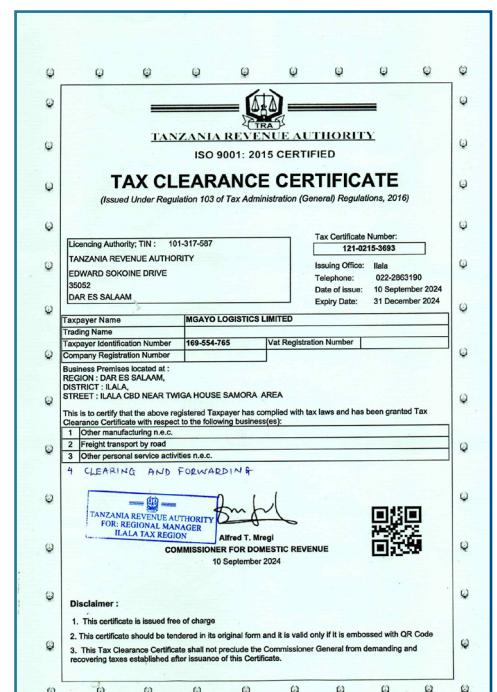 TRA
TANZANIA REVENUE AUTHORITY
ISO 9001: 2015 CERTIFIED
TAX CLEARANCE CERTIFICATE
(Issued Under Regulation 103 of Tax Administration (General) Regulations, 2016)
Licencing Authority; TIN : 101-317-587
TANZANIA REVENUE AUTHORITY
EDWARD SOKOINE DRIVE
35052
DAR ES SALAAM
Tax Certificate Number:
121-0215-3693
Issuing Office: Ilala
Telephone: 022-2863190
Date of issue: 10 September 2024
Expiry Date: 31 December 2024
Taxpayer Name MGAYO LOGISTICS LIMITED
Trading Name
Taxpayer Identification Number 169-554-765 Vat Registration Number
Company Registration Number
Business Premises located at :
REGION : DAR ES SALAAM,
DISTRICT : ILALA,
STREET : ILALA CBD NEAR TWIGA HOUSE SAMORA AREA
This is to certify that the above registered Taxpayer has complied with tax laws and has been granted Tax
Clearance Certificate with respect to the following business(es):
1 Other manufacturing n.e.c.
2 Freight transport by road
3 Other personal service activities n.e.c.
4 CLEARING AND FORWARDING
TANZANIA REVENUE AUTHORITY
FOR: REGIONAL MANAGER
ILALA TAX REGION
Alfred T. Mregi
COMMISSIONER FOR DOMESTIC REVENUE
10 September 2024
Disclaimer :
1. This certificate is issued free of charge
2. This certificate should be tendered in its original form and it is valid only if it is embossed with QR Code
3. This Tax Clearance Certificate shall not preclude the Commissioner General from demanding and
recovering taxes established after issuance of this Certificate.